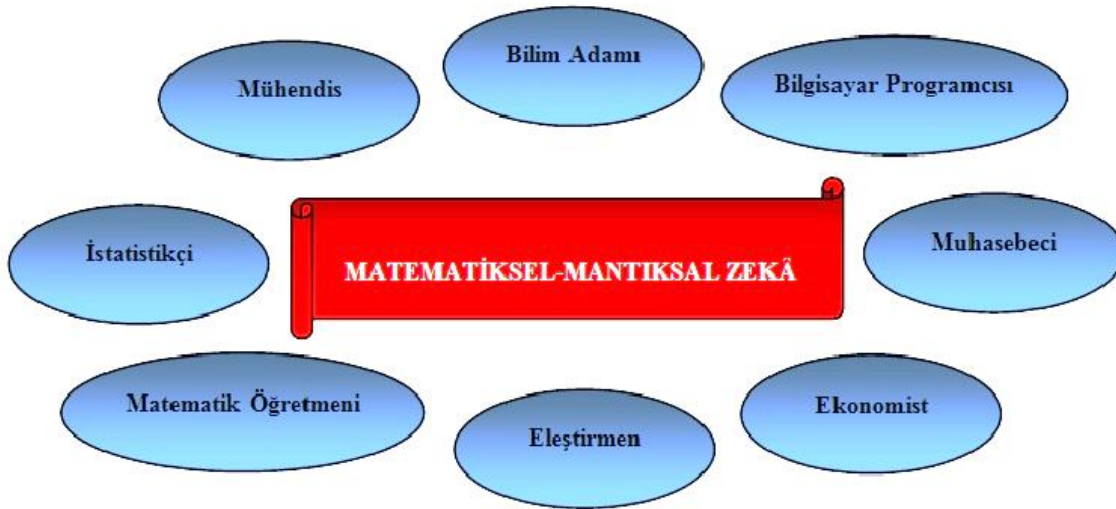 Bilim Adamı
Mühendis
Bilgisayar Programcısı
İstatistikçi
Muhasebeci
MATEMATİKSEL-MANTIKSAL ZEKÂ
Matematik Öğretmeni
Ekonomist
Eleştirmen